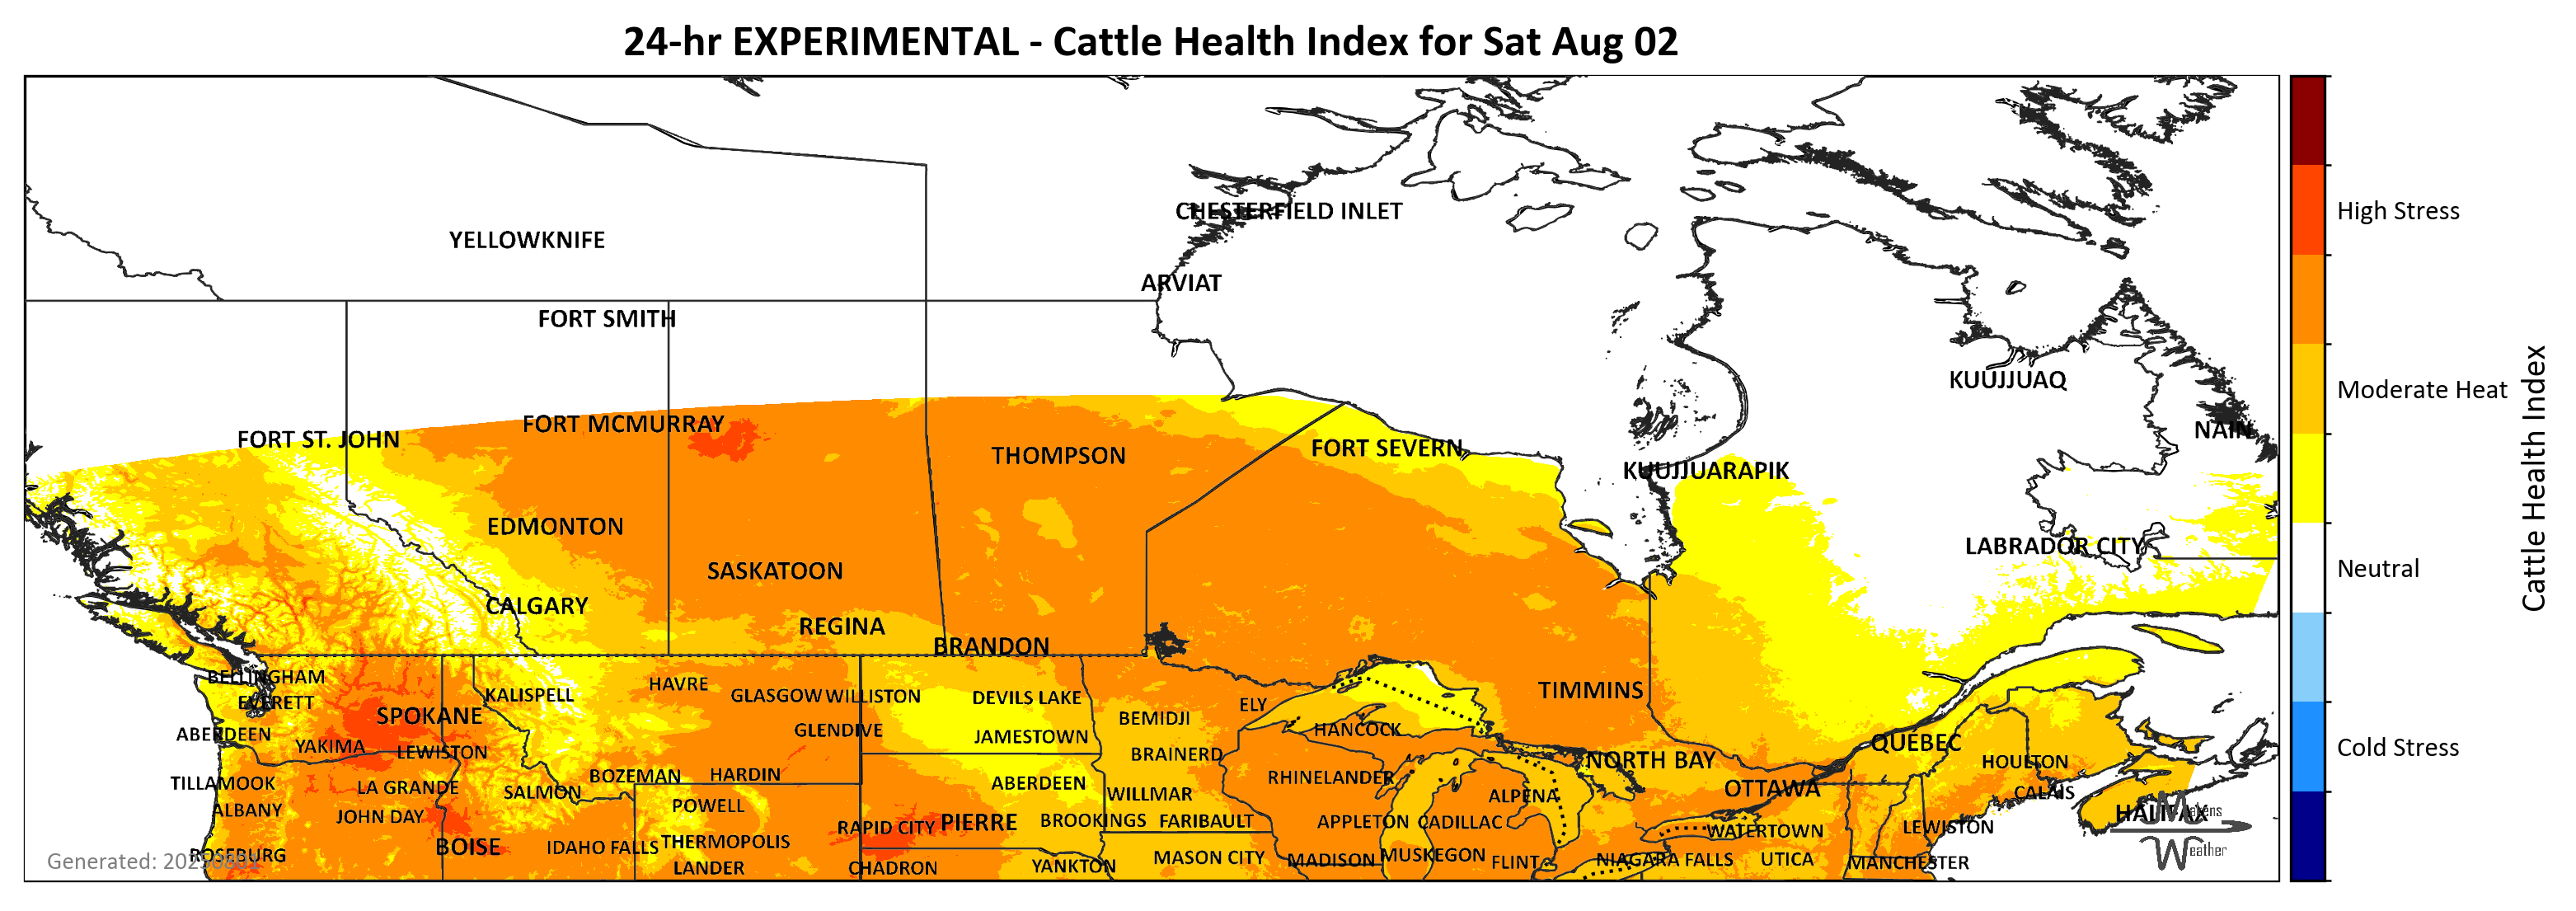 24-hr EXPERIMENTAL - Cattle Health Index for Sat Aug 02
CHESTERFIELD INLET
High Stress
YELLOWKNIFE
ARVIAT
FORT SMITH
KUUJJUAQ
Moderate Heat
FORT MCMURRAY
NAIN
FORT ST. JOHN
FORT SEVERN
THOMPSON
KUUJJUARAPIK
Cattle Health Index
EDMONTON
LABRADOR CITY
SASKATOON
Neutral
CALGARY
REGINA
BRANDON
BELLINGHAM
HAVRE
TIMMINS
KALISPELL
GLASGOW
WILLISTON
DEVILS LAKE
EVERETT
ELY
SPOKANE
BEMIDJI
GLENDIVE
HANCOCK
ABERDEEN
JAMESTOWN
QUEBEC
YAKIMA
LEWISTON
BRAINERD
Cold Stress
NORTH BAY
HOULTON
BOZEMAN
HARDIN
RHINELANDER
TILLAMOOK
LA GRANDE
SALMON
ABERDEEN
WILLMAR
ALPENA
OTTAWA
CALAIS
ALBANY
JOHN DAY
POWELL
HALIFAX
Makens
RAPID CITY
PIERRE
BROOKINGS
FARIBAULT
APPLETON
CADILLAC
WATERTOWN
LEWISTON
BOISE
IDAHO FALLS
THERMOPOLIS
Weather
ROSEBURG
Generated:
MASON CITY
MADISON
MUSKEGON
FLINT
NIAGARA FALLS
UTICA
MANCHESTER
LANDER
CHADRON
YANKTON